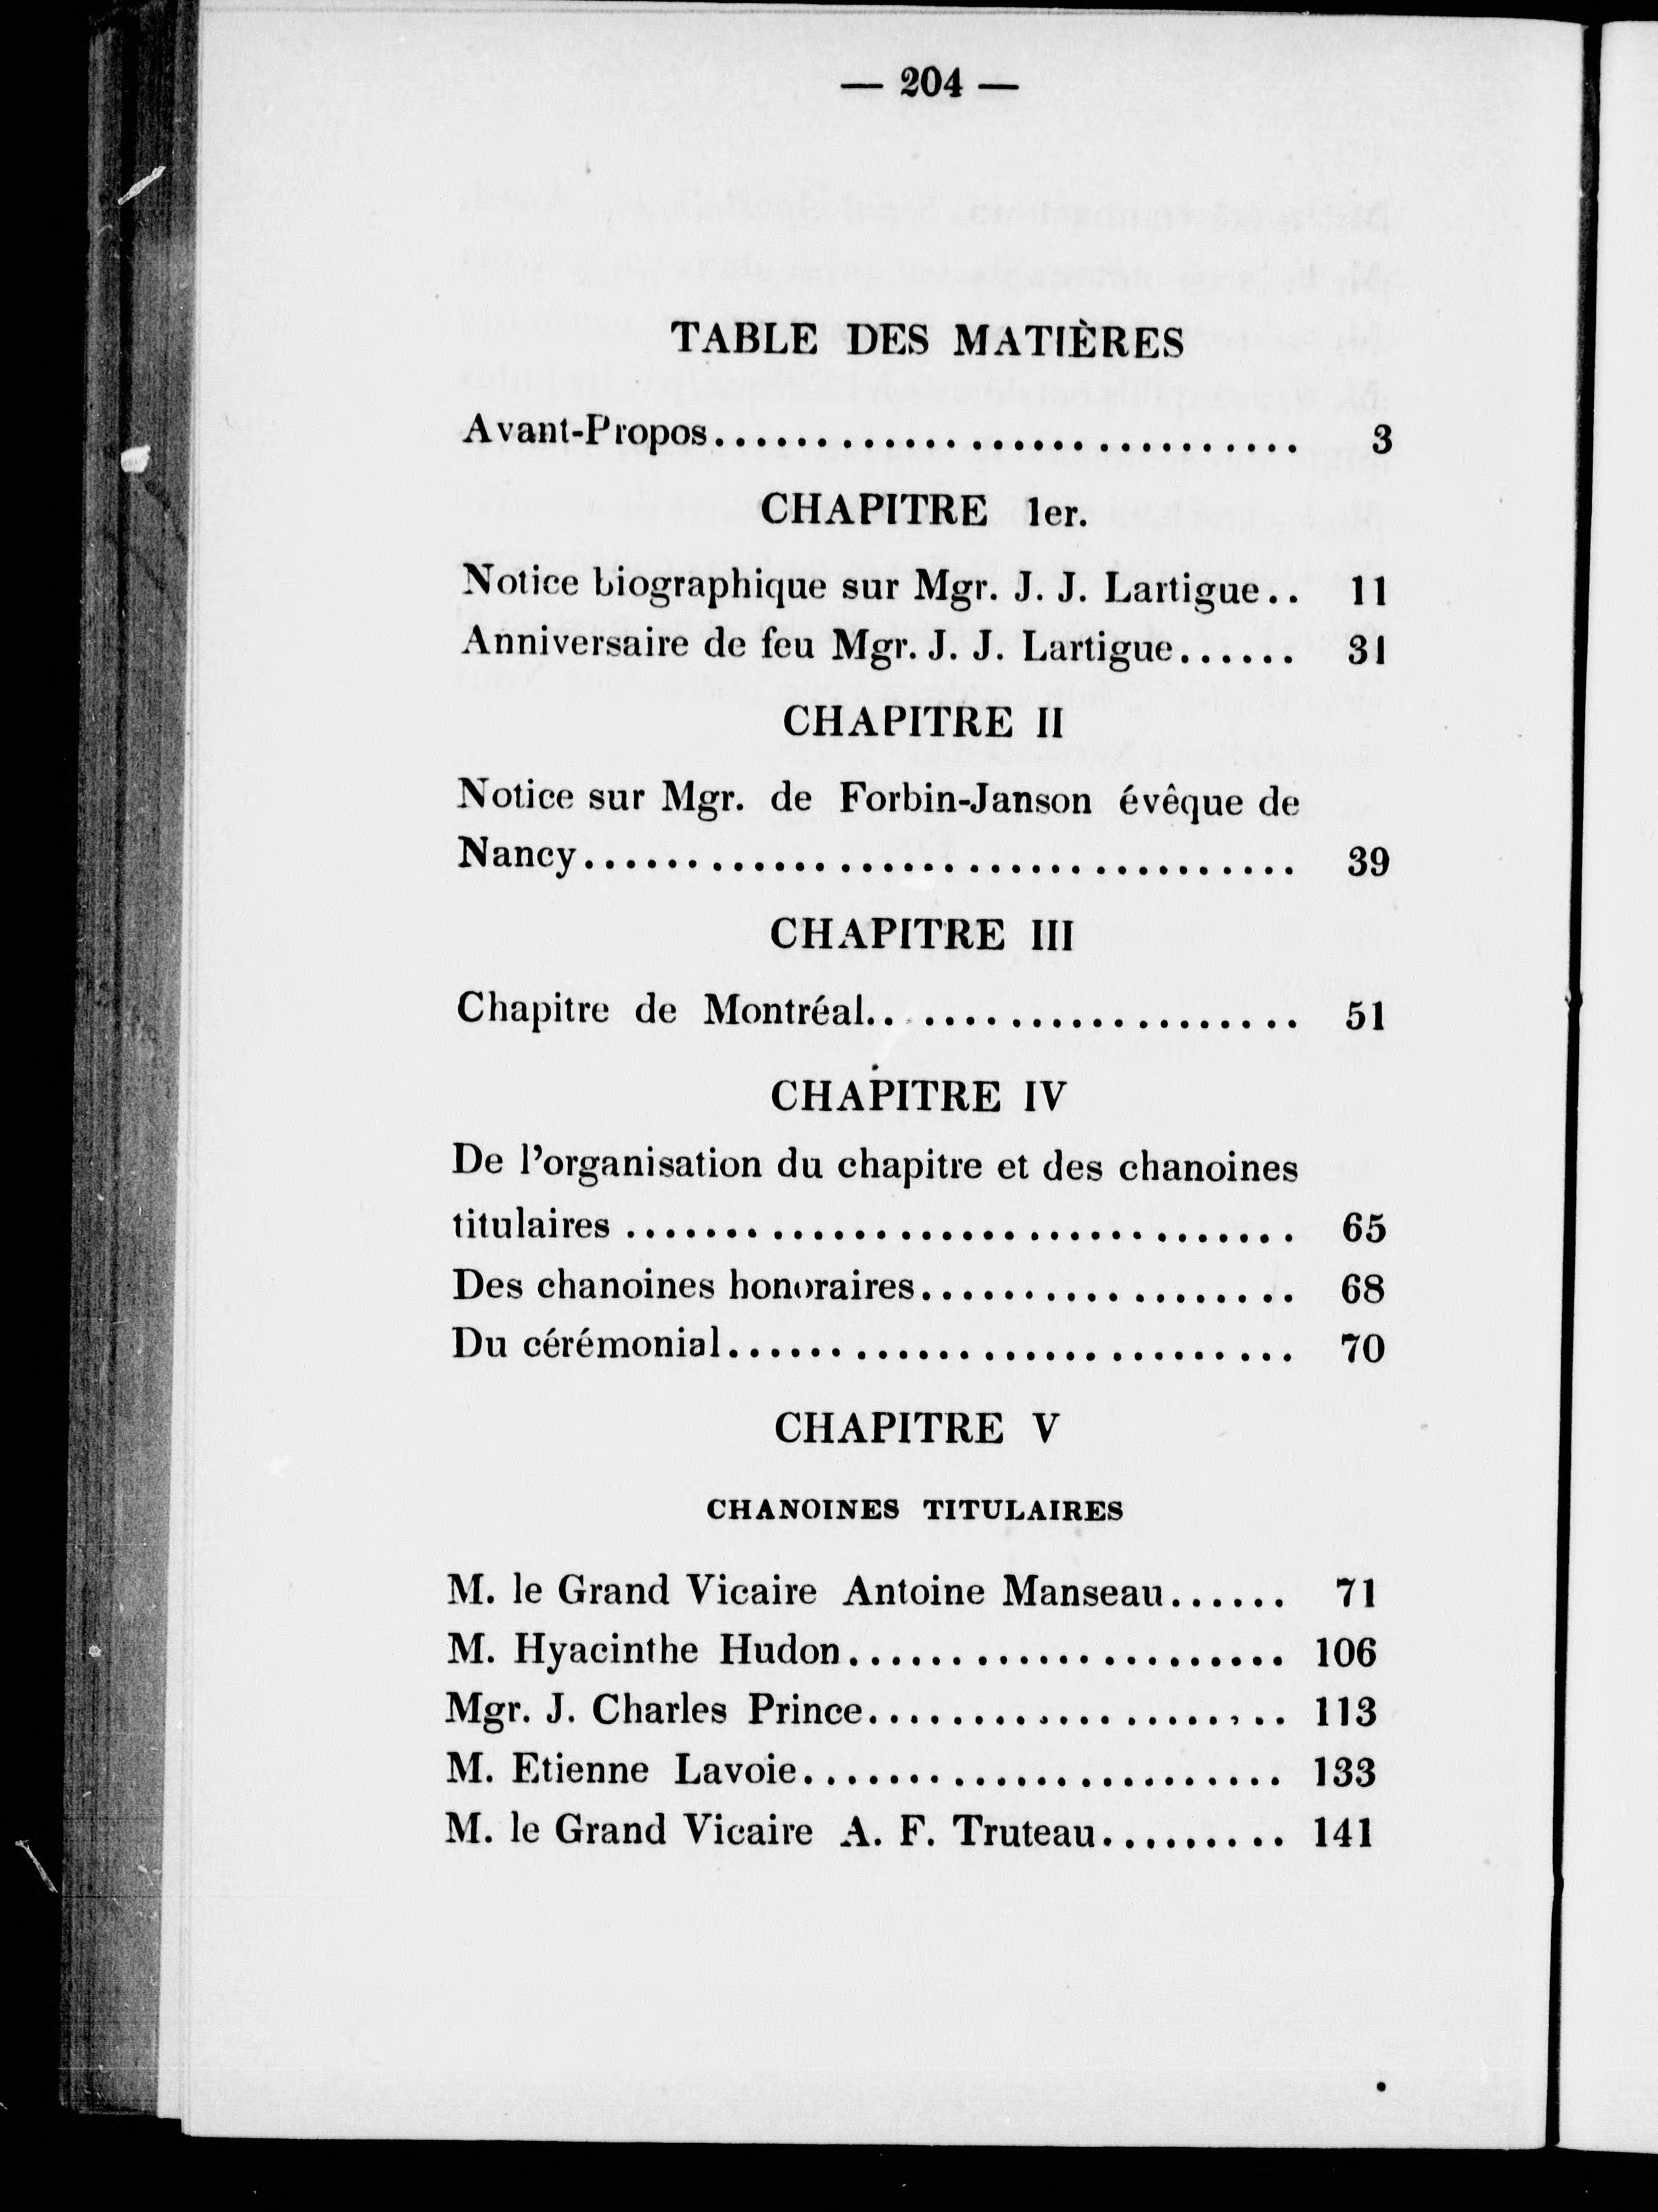 — 204 —
TABLE DES MATIÈRES
Avant-Propos.............................. 3
CHAPITRE 1er.
Notice biographique sur Mgr. J. J. Lartigue.. 11
Anniversaire de feu Mgr. J. J. Lartigue...... 31
CHAPITRE II
Notice sur Mgr. de Forbin-Janson évêque de
Nancy.................................... 39
CHAPITRE III
Chapitre de Montréal.. ................... 51
CHAPITRE IV
De l'organisation du chapitre et des chanoines
titulaires .................................. 65
Des chanoines honoraires.................. 68
Du cérémonial............................ 70
CHAPITRE V
CHANOINES TITULAIRES
M. le Grand Vicaire Antoine Manseau...... 71
M. Hyacinthe Hudon...................... 106
Mgr. J. Charles Prince..................... 113
M. Etienne Lavoie........................ 133
M. le Grand Vicaire A. F. Truteau......... 141